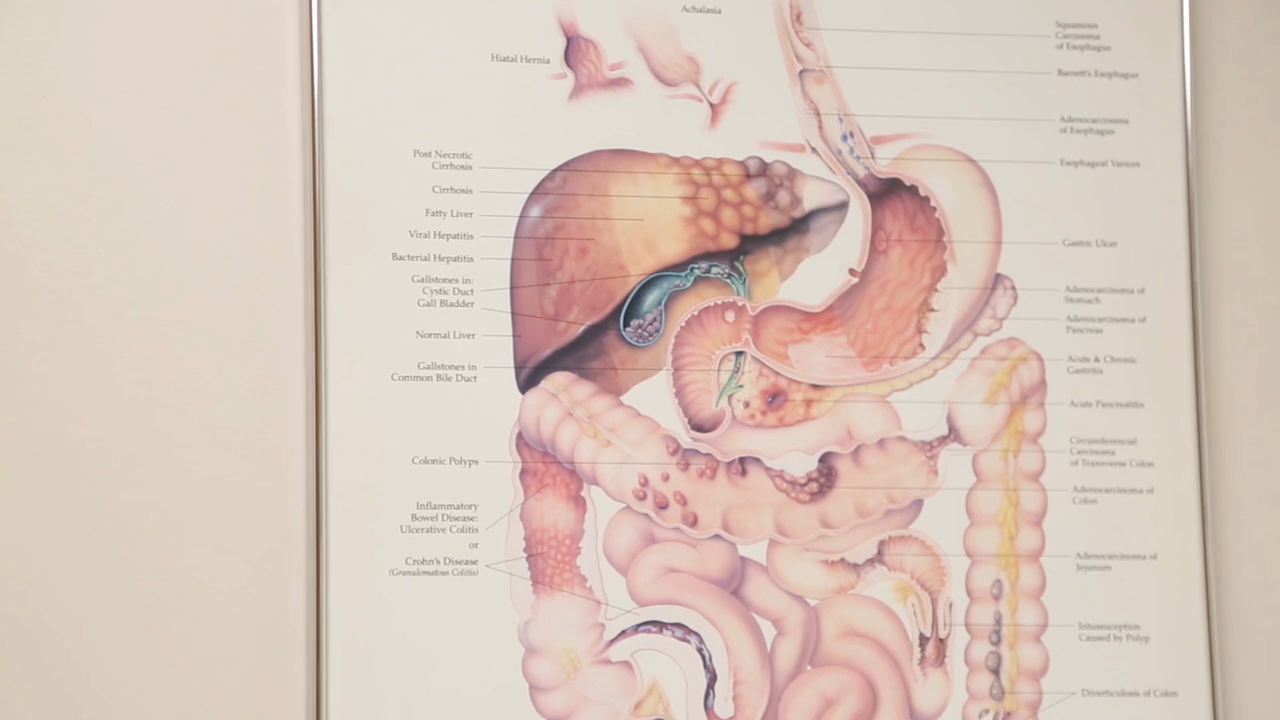 Achalasia
Hiatal Hernia
Post Necrotic
Cirrhosis
Cirrhosis
Fatty Liver
Viral Hepatitis
Bacterial Hepatitis
Gallstones in:
Cystic Duct
Gall Bladder
Normal Liver
Gallstones in
Common Bile Duct
Colonic Polyps
Inflammatory
Bowel Disease:
Ulcerative Colitis
or
Crohn's Disease
(Granulomatous Colitis)
Squamous
Carcinoma
of Esophagus
Barrett's Esophagus
Adenocarcinoma
of Esophagus
Esophageal Varices
Gastric Ulcer
Adenocarcinoma of
Stomach
Adenocarcinoma of
Pancreas
Acute & Chronic
Gastritis
Acute Pancreatitis
Circumferencial
Carcinoma
of Transverse Colon
Adenocarcinoma of
Colon
Adenocarcinoma of
Jejunum
Intussuception
Caused by Polyp
Diverticulosis of Colon